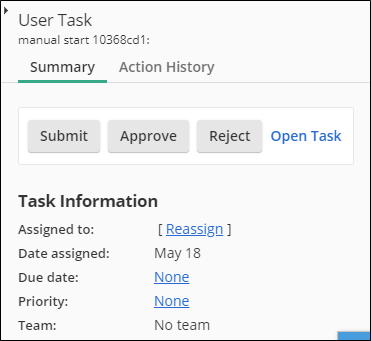 User Task
manual start 10368cd1:
Summary Action History
Submit Approve Reject Open Task
Task Information
Assigned to: [ Reassign ]
Date assigned: May 18
Due date: None
Priority: None
Team: No team